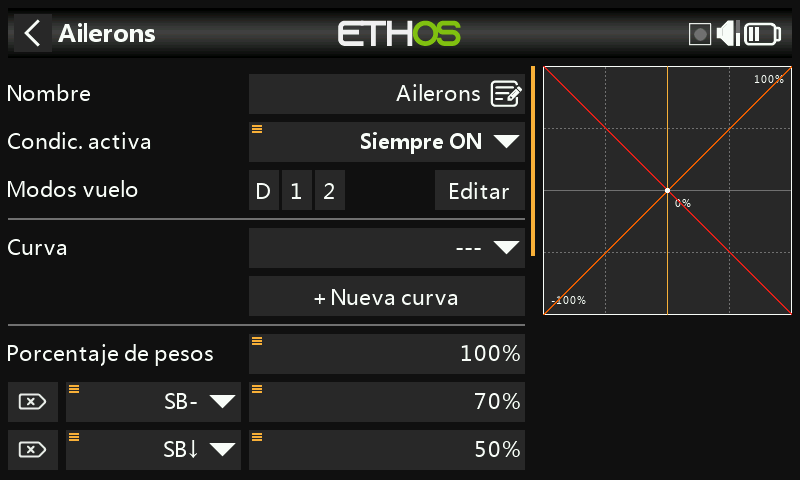 Ailerons
ETHOS
Nombre
Ailerons
Condic. activa
Siempre ON
Modos vuelo
D 1 2
Editar
Curva
---
+ Nueva curva
Porcentaje de pesos
100%
SB-
70%
SB↓
50%
100%
0%
-100%